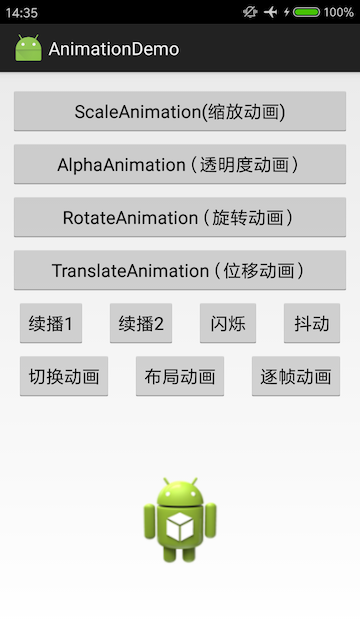 14:35 100%
AnimationDemo
ScaleAnimation(缩放动画)
AlphaAnimation（透明度动画）
RotateAnimation（旋转动画）
TranslateAnimation（位移动画）
续播1 续播2 闪烁 抖动
切换动画 布局动画 逐帧动画